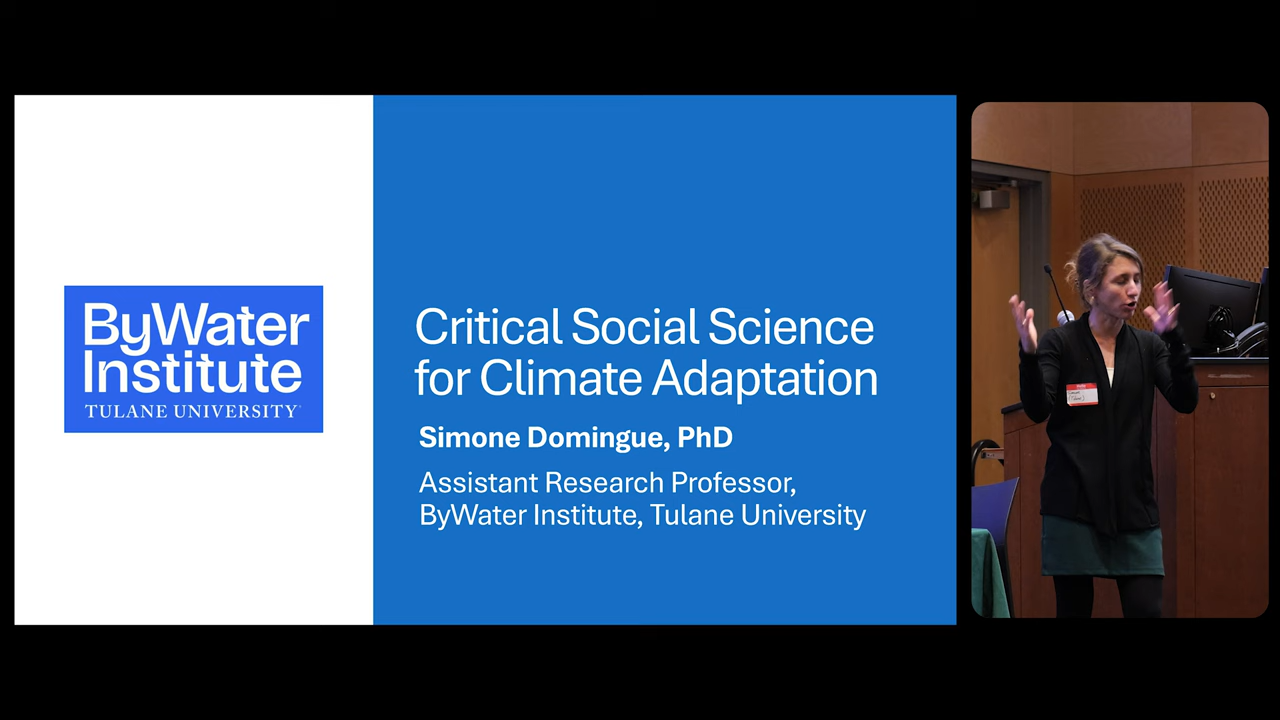 ByWater
Institute
TULANE UNIVERSITY
Critical Social Science
for Climate Adaptation
Simone Domingue, PhD
Assistant Research Professor,
ByWater Institute, Tulane University